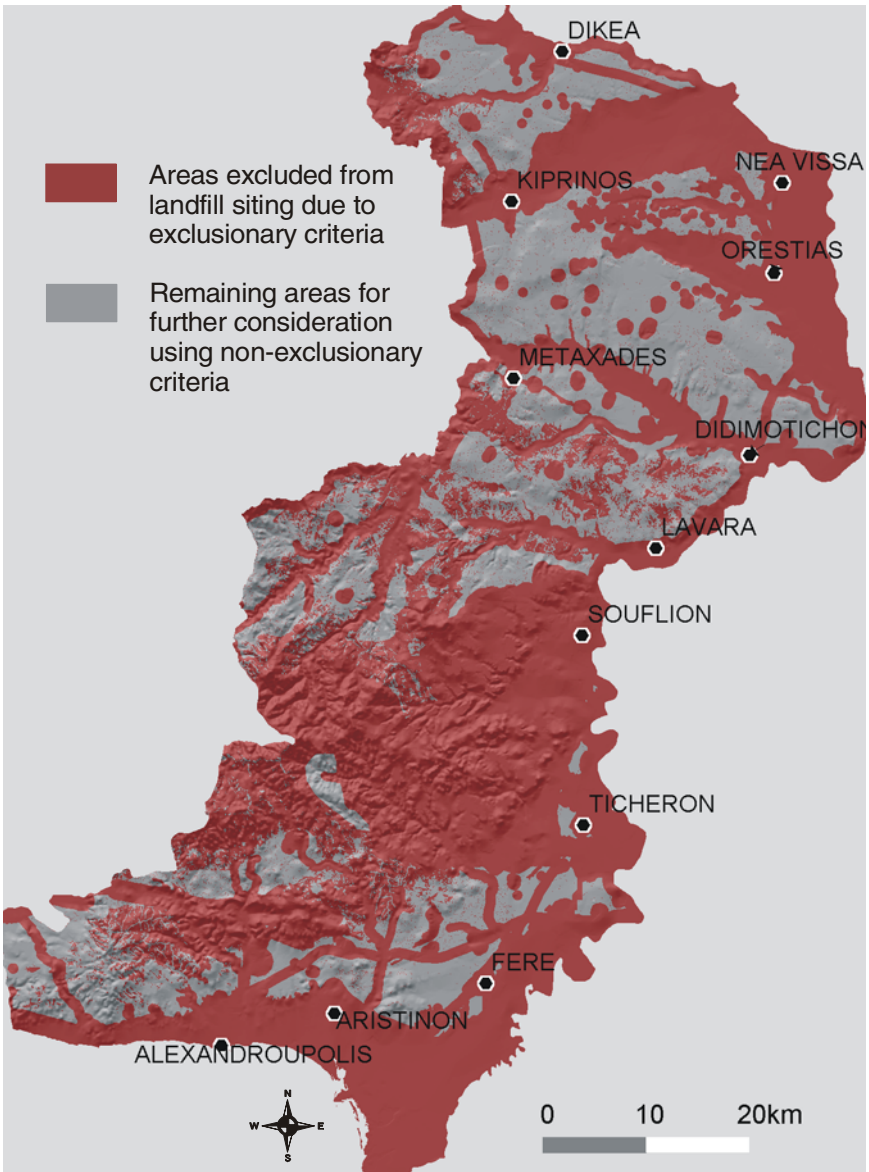 DIKEA
NEA VISSA
Areas excluded from
landfill siting due to
exclusionary criteria
KIPRINOS
ORESTIAS
Remaining areas for
further consideration
using non-exclusionary
criteria
METAXADES
DIDIMOTICHON
LAVARA
SOUFLION
TICHERON
FERE
ARISTINON
ALEXANDROUPOLIS
N
W E
S
0 10 20km